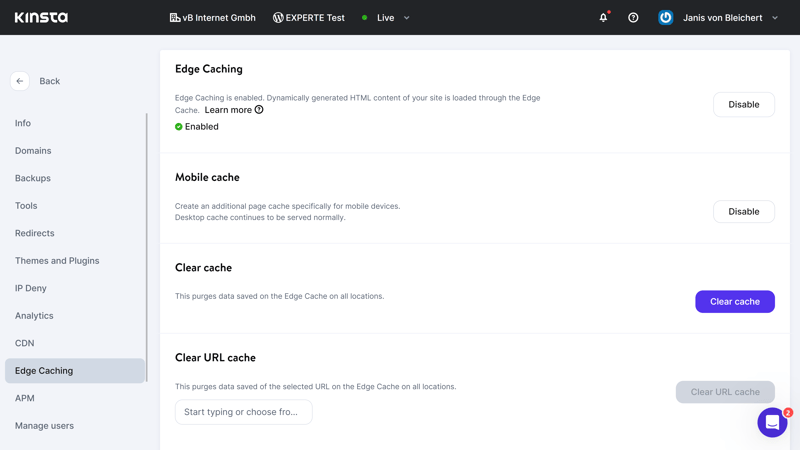 KINSTA
vB Internet Gmbh
EXPERTE Test
Live
Janis von Bleichert
Back
Info
Domains
Backups
Tools
Redirects
Themes and Plugins
IP Deny
Analytics
CDN
Edge Caching
APM
Manage users
Edge Caching
Edge Caching is enabled. Dynamically generated HTML content of your site is loaded through the Edge
Cache. Learn more
Enabled
Disable
Mobile cache
Create an additional page cache specifically for mobile devices.
Desktop cache continues to be served normally.
Disable
Clear cache
This purges data saved on the Edge Cache on all locations.
Clear cache
Clear URL cache
This purges data saved of the selected URL on the Edge Cache on all locations.
Start typing or choose fro...
Clear URL cache
2